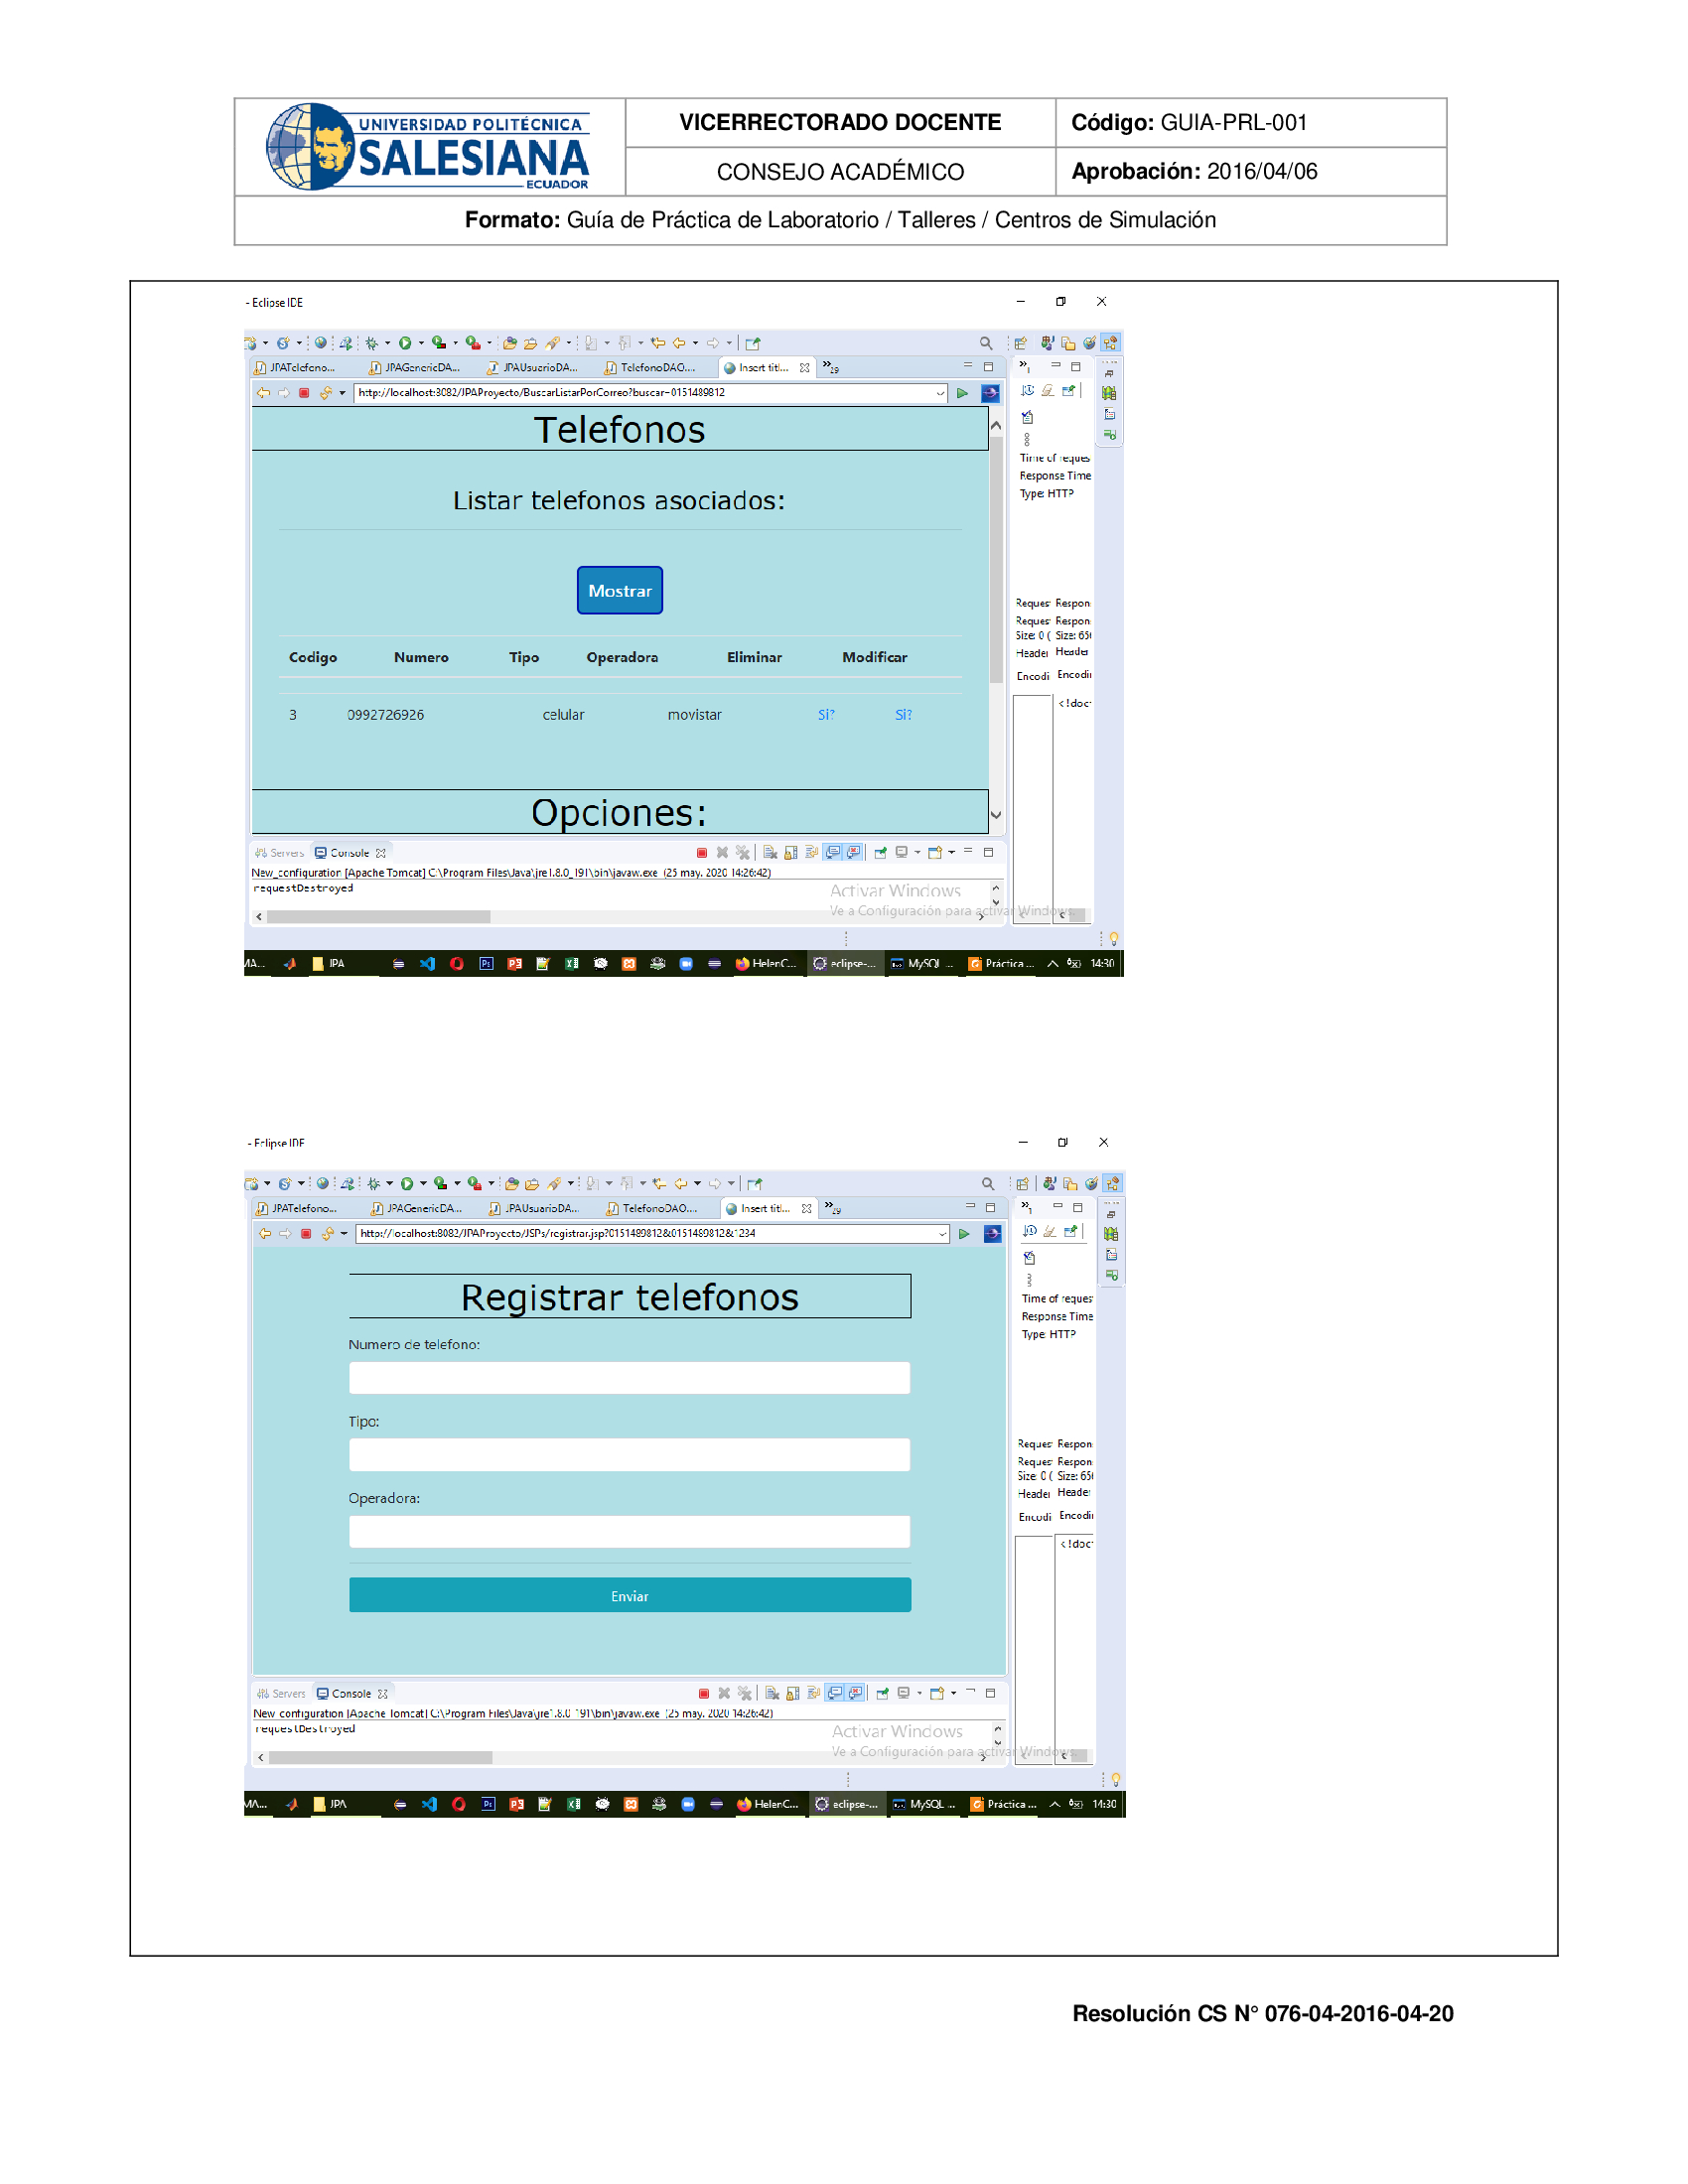 UNIVERSIDAD POLITÉCNICA
SALESIANA
ECUADOR
VICERRECTORADO DOCENTE
Código: GUIA-PRL-001
CONSEJO ACADÉMICO
Aprobación: 2016/04/06
Formato: Guía de Práctica de Laboratorio / Talleres / Centros de Simulación
- Eclipse IDE
JPATelefono... JPAGenericDA... JPAUsuarioDA... TelefonoDAO.... Insert titl... 29
http://localhost:8082/JPAProyecto/BuscarListarPorCorreo?buscar=0151489812
Telefonos
Listar telefonos asociados:
Mostrar
Codigo Numero Tipo Operadora Eliminar Modificar
3 0992726926 celular movistar Si? Si?
Opciones:
Time of reques
Response Time
Type: HTTP
Reques Respon
Reques Respon
Size: 0 ( Size: 656
Header Header
Encodi Encodi
<!doc
Servers Console
New_configuration [Apache Tomcat] C:\Program Files\Java\jre1.8.0_191\bin\javaw.exe (25 may. 2020 14:26:42)
requestDestroyed
Activar Windows
Ve a Configuración para activar Windows.
MA... JPA HelenC... eclipse-... MySQL ... Práctica ... 14:30
- Eclipse IDE
JPATelefono... JPAGenericDA... JPAUsuarioDA... TelefonoDAO.... Insert titl... 29
http://localhost:8082/JPAProyecto/JSPs/registrar.jsp?0151489812&0151489812&1234
Registrar telefonos
Numero de telefono:
Tipo:
Operadora:
Enviar
Time of reques
Response Time
Type: HTTP
Reques Respon
Reques Respon
Size: 0 ( Size: 656
Header Header
Encodi Encodi
<!doc
Servers Console
New_configuration [Apache Tomcat] C:\Program Files\Java\jre1.8.0_191\bin\javaw.exe (25 may. 2020 14:26:42)
requestDestroyed
Activar Windows
Ve a Configuración para activar Windows.
MA... JPA HelenC... eclipse-... MySQL ... Práctica ... 14:30
Resolución CS N° 076-04-2016-04-20